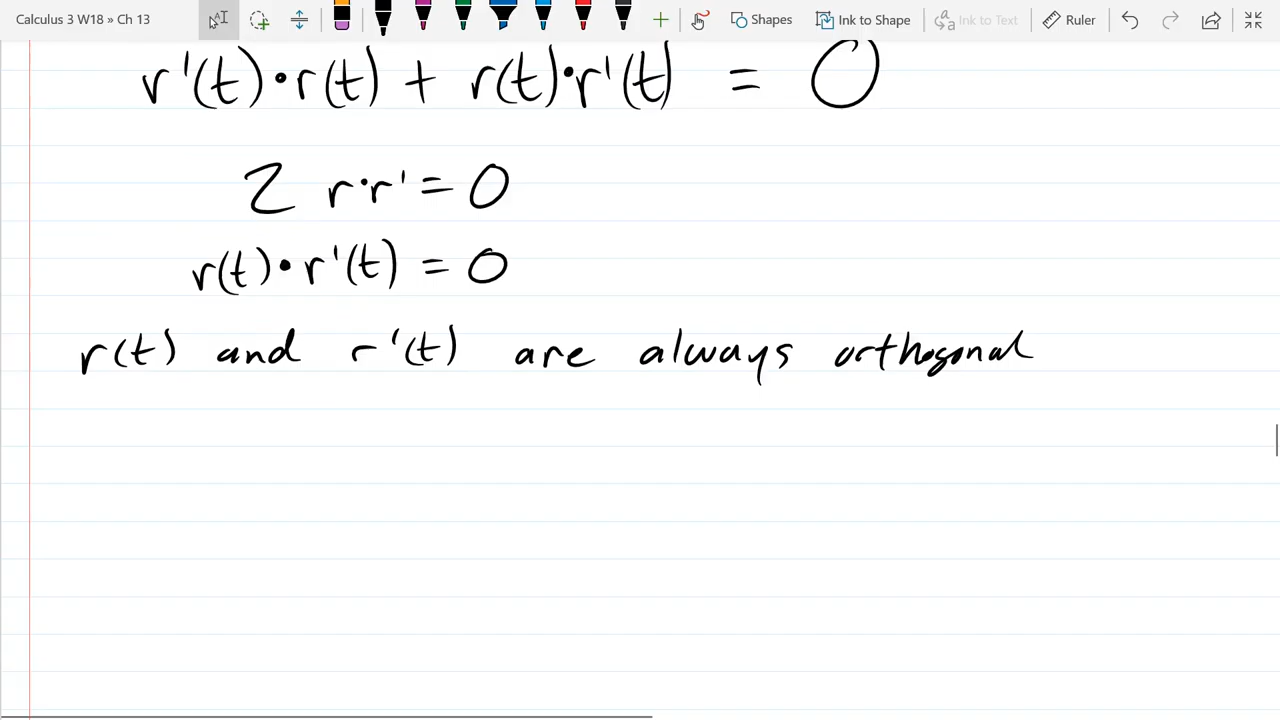 Calculus 3 W18 » Ch 13
Shapes
Ink to Shape
Ink to Text
Ruler
r'(t)•r(t) + r(t)•r'(t) = 0
2 r·r' = 0
r(t)•r'(t) = 0
r(t) and r'(t) are always orthogonal